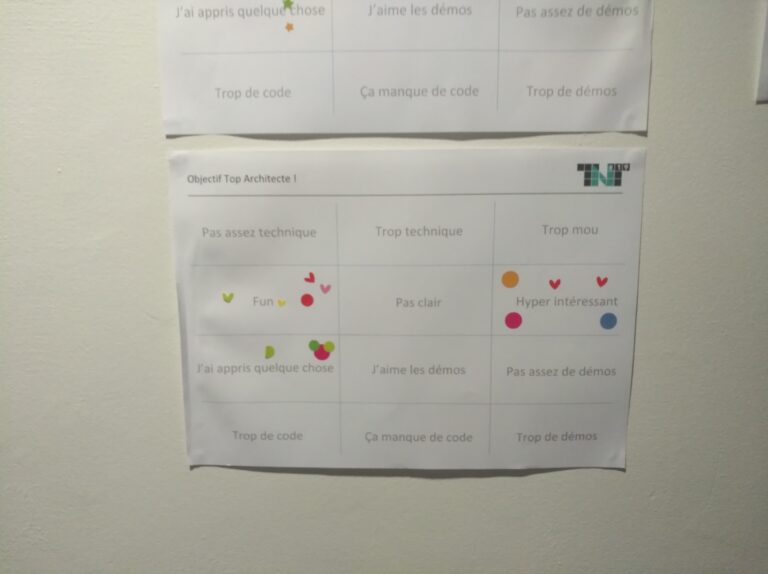 J'ai appris quelque chose
J'aime les démos
Pas assez de démos
Trop de code
Ça manque de code
Trop de démos
Objectif Top Architecte !
TNT
Pas assez technique
Trop technique
Trop mou
Fun
Pas clair
Hyper intéressant
J'ai appris quelque chose
J'aime les démos
Pas assez de démos
Trop de code
Ça manque de code
Trop de démos